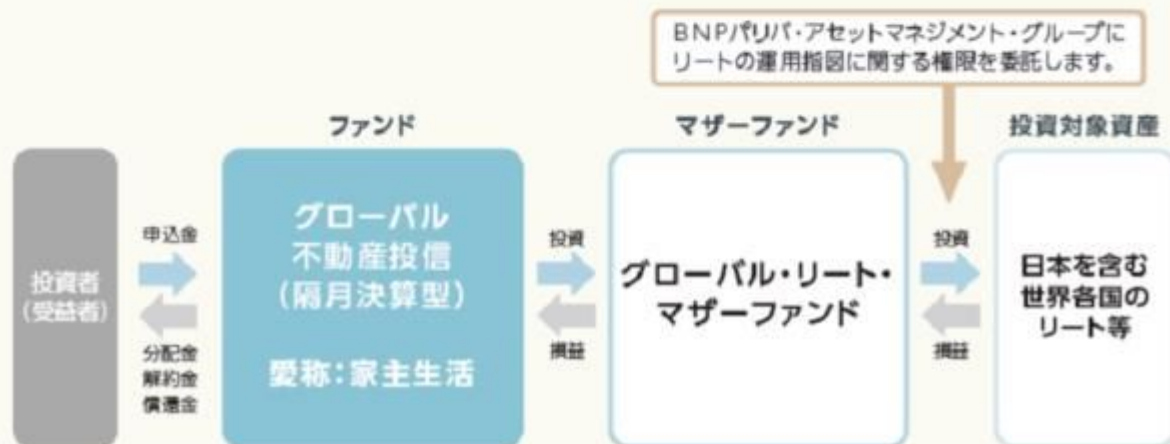 BNPパリバ・アセットマネジメント・グループに
リートの運用指図に関する権限を委託します。
ファンド
マザーファンド
投資対象資産
投資者
(受益者)
申込金
分配金
解約金
償還金
グローバル
不動産投信
(隔月決算型)
愛称:家主生活
投資
損益
グローバル・リート・
マザーファンド
投資
損益
日本を含む
世界各国の
リート等